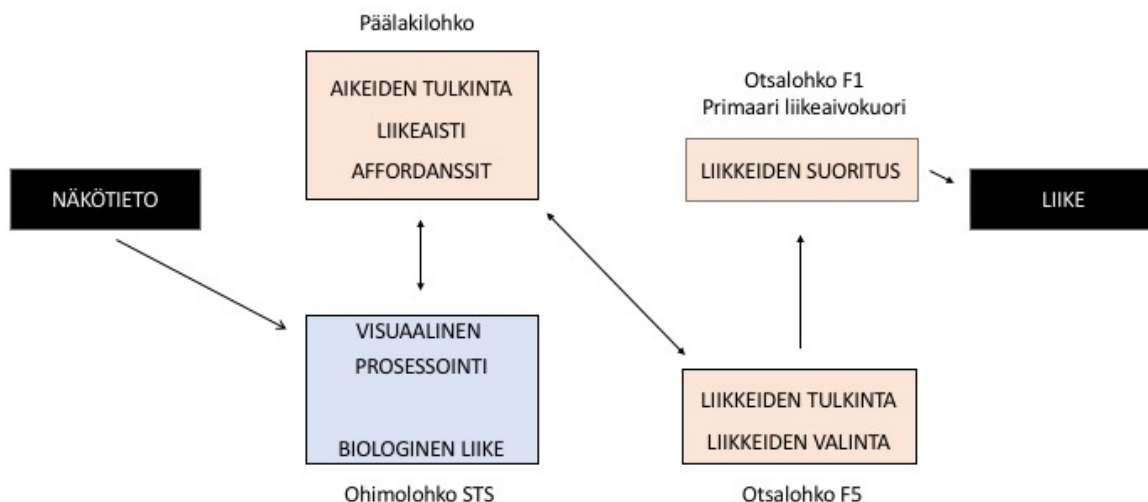 Päälakilohko
AIKEIDEN TULKINTA
LIIKEAISTI
AFFORDANSSIT
Otsalohko F1
Primaari liikeaivokuori
LIIKKEIDEN SUORITUS
NÄKÖTIETO
LIIKE
VISUAALINEN
PROSESSOINTI
BIOLOGINEN LIIKE
Ohimolohko STS
LIIKKEIDEN TULKINTA
LIIKKEIDEN VALINTA
Otsalohko F5